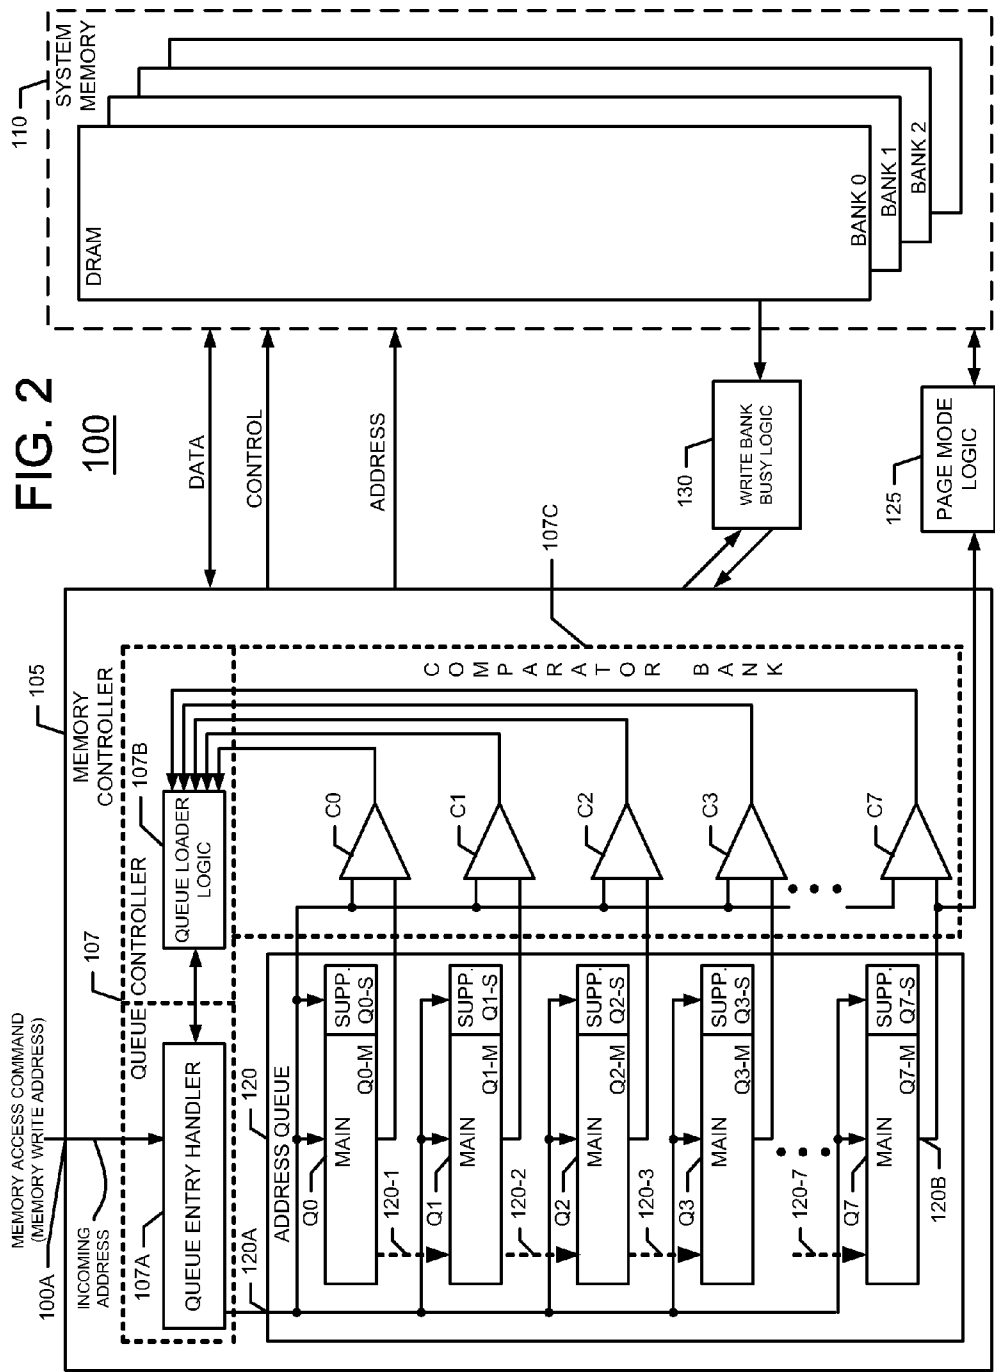 FIG. 2
100
MEMORY ACCESS COMMAND
(MEMORY WRITE ADDRESS)
100A
INCOMING
ADDRESS
105
MEMORY
CONTROLLER
107
QUEUE CONTROLLER
107A
QUEUE ENTRY HANDLER
107B
QUEUE LOADER
LOGIC
107C
COMPARATOR BANK
120
ADDRESS QUEUE
120A
Q0
MAIN
Q0-M
SUPP.
Q0-S
C0
120-1
Q1
MAIN
Q1-M
SUPP.
Q1-S
C1
120-2
Q2
MAIN
Q2-M
SUPP.
Q2-S
C2
120-3
Q3
MAIN
Q3-M
SUPP.
Q3-S
C3
120-7
Q7
MAIN
Q7-M
SUPP.
Q7-S
C7
120B
DATA
CONTROL
ADDRESS
130
WRITE BANK
BUSY LOGIC
125
PAGE MODE
LOGIC
110
SYSTEM
MEMORY
DRAM
BANK 0
BANK 1
BANK 2